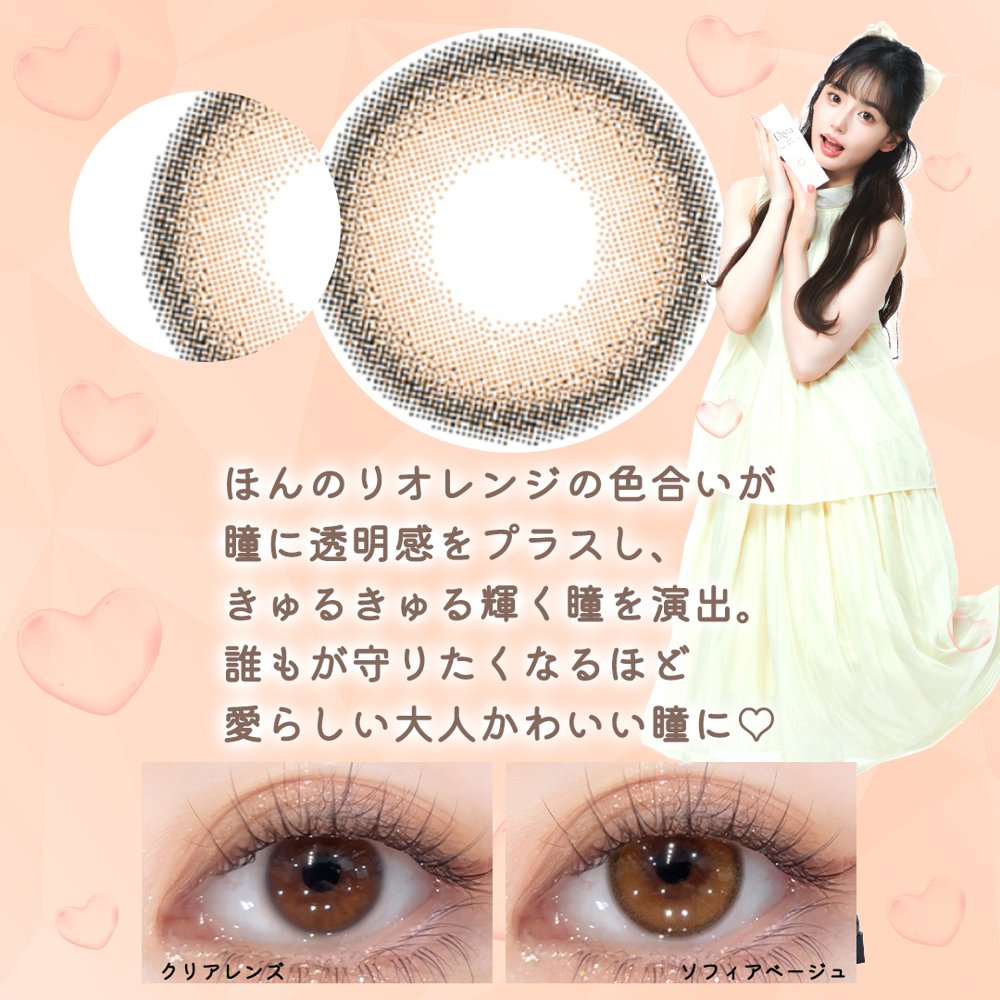 ほんのりオレンジの色合いが
瞳に透明感をプラスし、
きゅるきゅる輝く瞳を演出。
誰もが守りたくなるほど
愛らしい大人かわいい瞳に♡
クリアレンズ
ソフィアベージュ